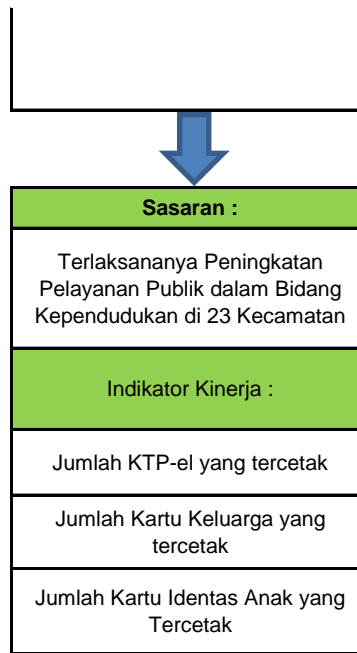 Sasaran :
Terlaksananya Peningkatan
Pelayanan Publik dalam Bidang
Kependudukan di 23 Kecamatan
Indikator Kinerja :
Jumlah KTP-el yang tercetak
Jumlah Kartu Keluarga yang
tercetak
Jumlah Kartu Identas Anak yang
Tercetak